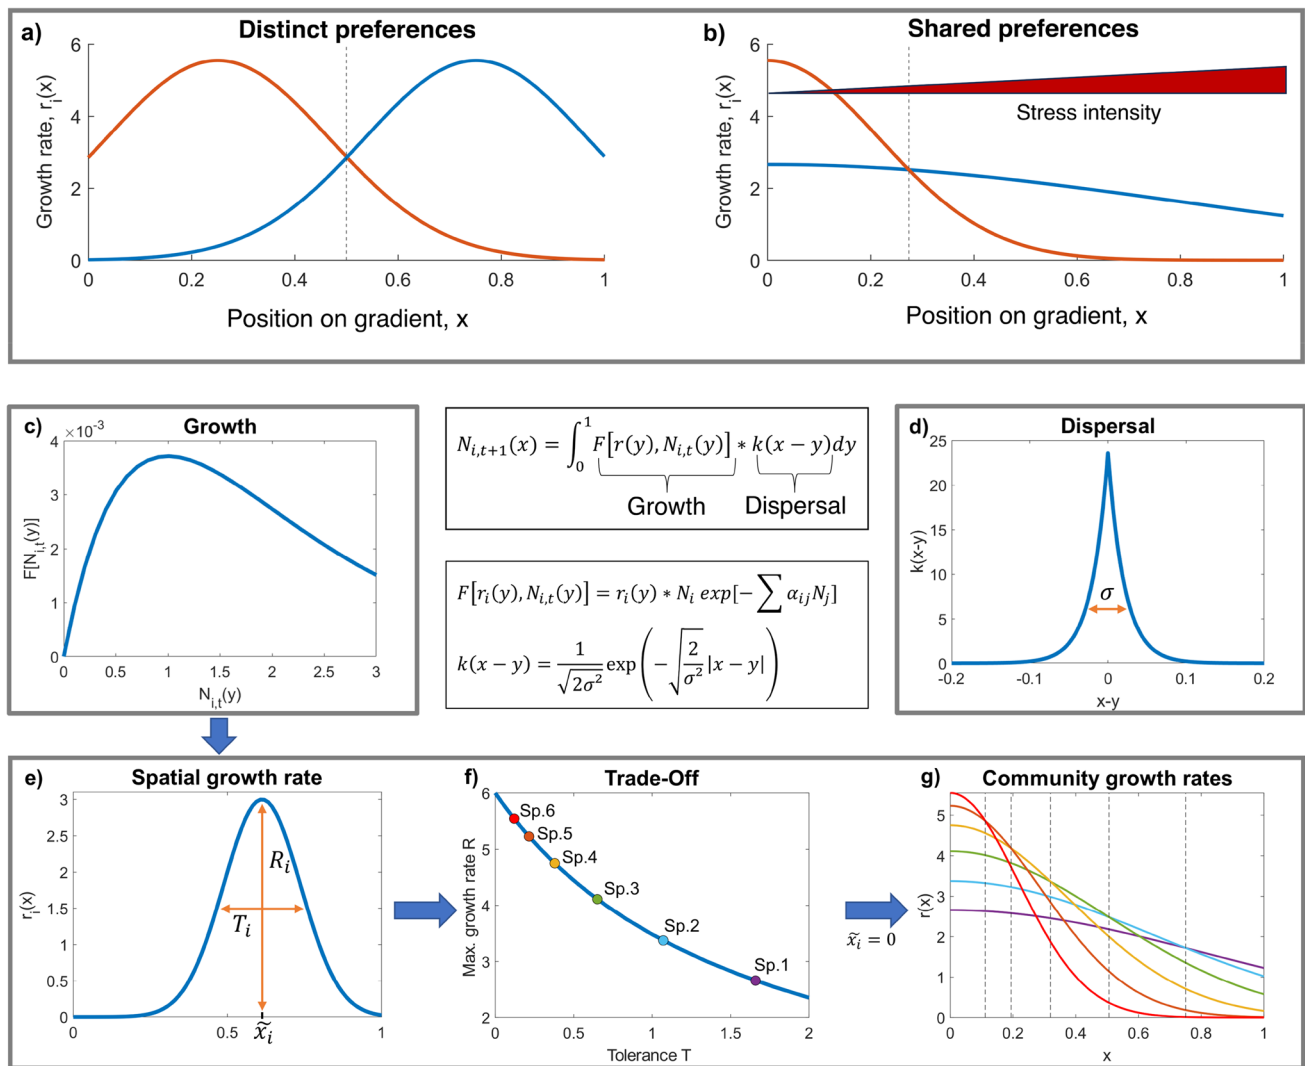 a)
Distinct preferences
Growth rate, r_i(x)
6
4
2
0
0 0.2 0.4 0.6 0.8 1
Position on gradient, x
b)
Shared preferences
Growth rate, r_i(x)
6
4
2
0
Stress intensity
0 0.2 0.4 0.6 0.8 1
Position on gradient, x
c)
Growth
×10^-3
F[N_{i,t}(y)]
4
3
2
1
0
0 0.5 1 1.5 2 2.5 3
N_{i,t}(y)
N_{i,t+1}(x) = ∫_0^1 F[r(y), N_{i,t}(y)] * k(x − y)dy
Growth Dispersal
F[r_i(y), N_{i,t}(y)] = r_i(y) * N_i exp[−∑ α_{ij}N_j]
k(x − y) = 1/√(2σ²) exp(−√(2/σ²)|x − y|)
d)
Dispersal
k(x-y)
25
20
15
10
5
0
σ
-0.2 -0.1 0 0.1 0.2
x-y
e)
Spatial growth rate
r_i(x)
3
2.5
2
1.5
1
0.5
0
R_i
T_i
0 0.5 x̃_i 1
f)
Trade-Off
Max. growth rate R
6
5
4
3
2
Sp.6
Sp.5
Sp.4
Sp.3
Sp.2
Sp.1
0 0.5 1 1.5 2
Tolerance T
x̃_i = 0
g)
Community growth rates
r(x)
5
4
3
2
1
0
0 0.2 0.4 0.6 0.8 1
x